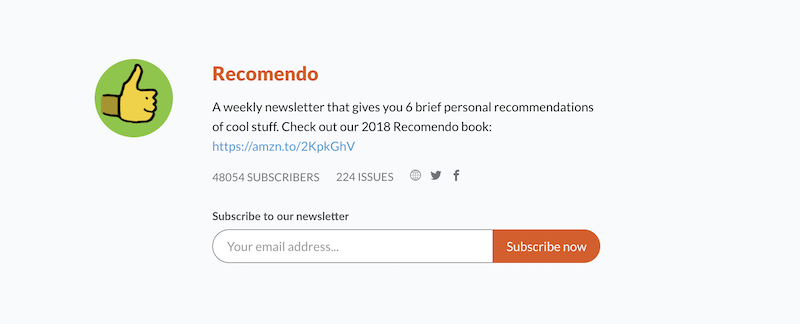 Recomendo
A weekly newsletter that gives you 6 brief personal recommendations
of cool stuff. Check out our 2018 Recomendo book:
https://amzn.to/2KpkGhV
48054 SUBSCRIBERS 224 ISSUES
Subscribe to our newsletter
Your email address... Subscribe now